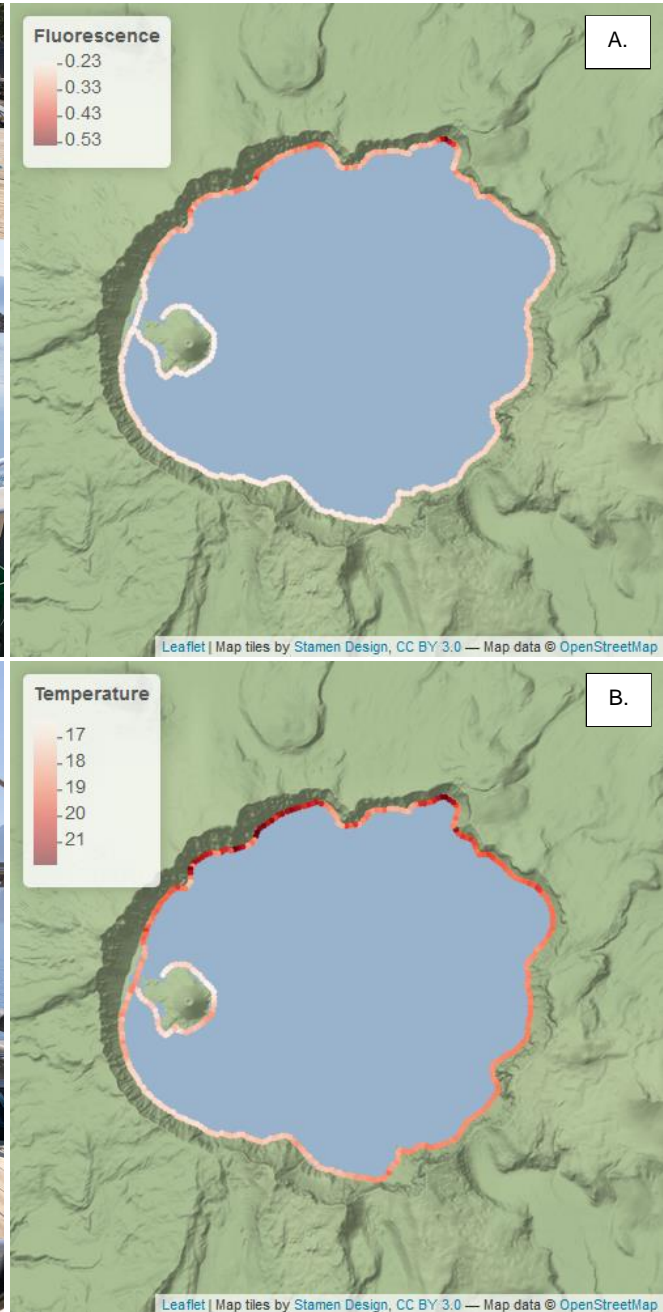 Fluorescence
0.23
0.33
0.43
0.53
A.
Leaflet | Map tiles by Stamen Design, CC BY 3.0 — Map data © OpenStreetMap
Temperature
17
18
19
20
21
B.
Leaflet | Map tiles by Stamen Design, CC BY 3.0 — Map data © OpenStreetMap